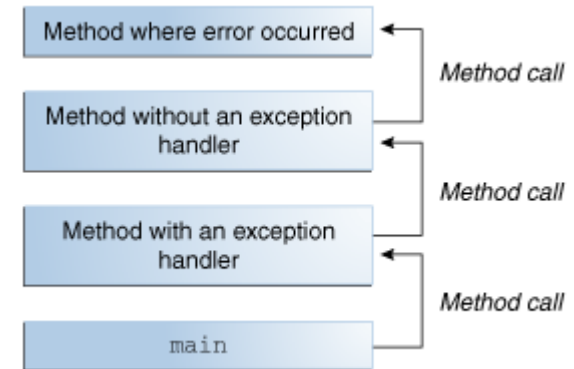 Method where error occurred
Method call
Method without an exception
handler
Method call
Method with an exception
handler
Method call
main